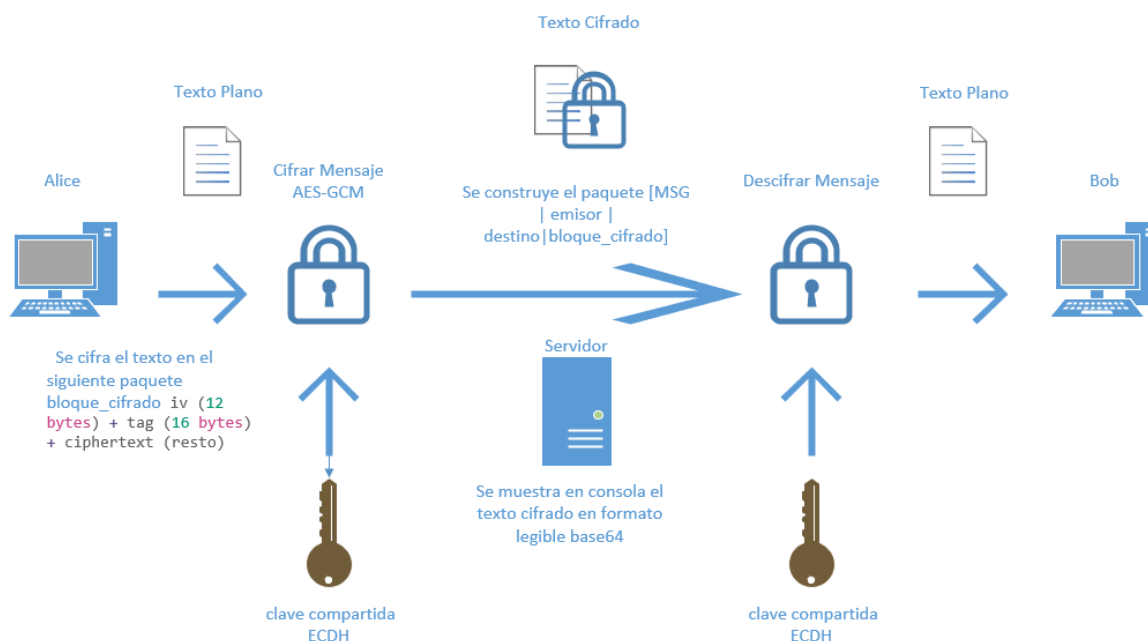 Texto Cifrado
Texto Plano
Texto Plano
Alice
Cifrar Mensaje
AES-GCM
Se construye el paquete [MSG
| emisor |
destino|bloque_cifrado]
Descifrar Mensaje
Bob
Se cifra el texto en el
siguiente paquete
bloque_cifrado iv (12
bytes) + tag (16 bytes)
+ ciphertext (resto)
Servidor
Se muestra en consola el
texto cifrado en formato
legible base64
clave compartida
ECDH
clave compartida
ECDH